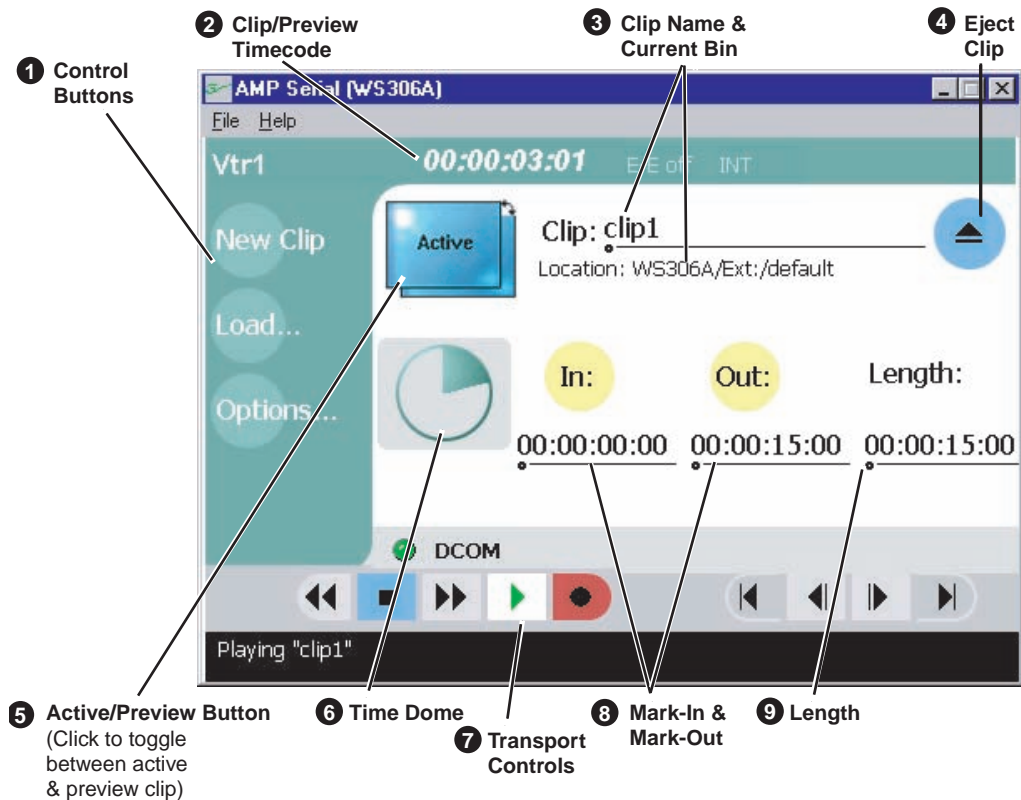 2 Clip/Preview
Timecode
3 Clip Name &
Current Bin
4 Eject
Clip
1 Control
Buttons
AMP Serial (WS306A)
File Help
Vtr1
00:00:03:01
E-E off
INT
New Clip
Load...
Options...
Active
Clip: clip1
Location: WS306A/Ext:/default
In:
Out:
Length:
00:00:00:00
00:00:15:00
00:00:15:00
DCOM
Playing "clip1"
5 Active/Preview Button
(Click to toggle
between active
& preview clip)
6 Time Dome
7 Transport
Controls
8 Mark-In &
Mark-Out
9 Length